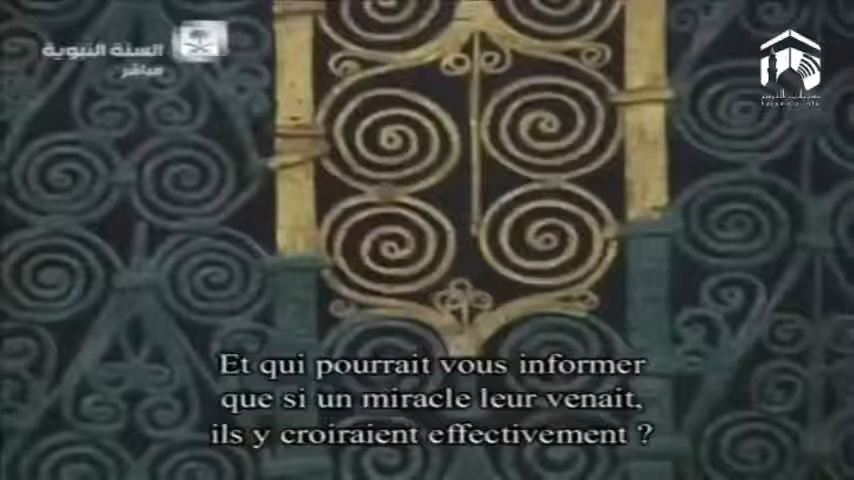 السنة النبوية
مباشر
Et qui pourrait vous informer
que si un miracle leur venait,
ils y croiraient effectivement ?